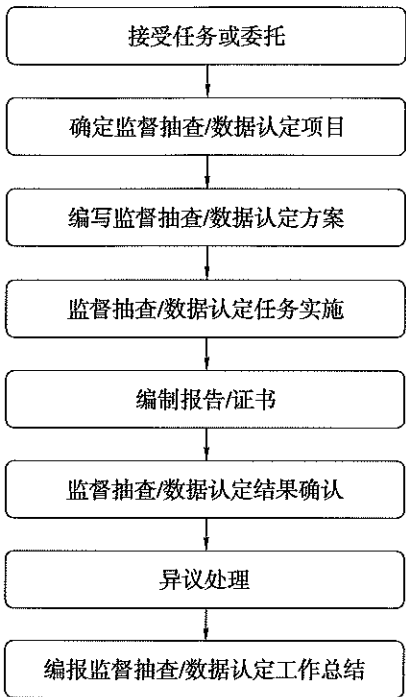 接受任务或委托
确定监督抽查/数据认定项目
编写监督抽查/数据认定方案
监督抽查/数据认定任务实施
编制报告/证书
监督抽查/数据认定结果确认
异议处理
编报监督抽查/数据认定工作总结